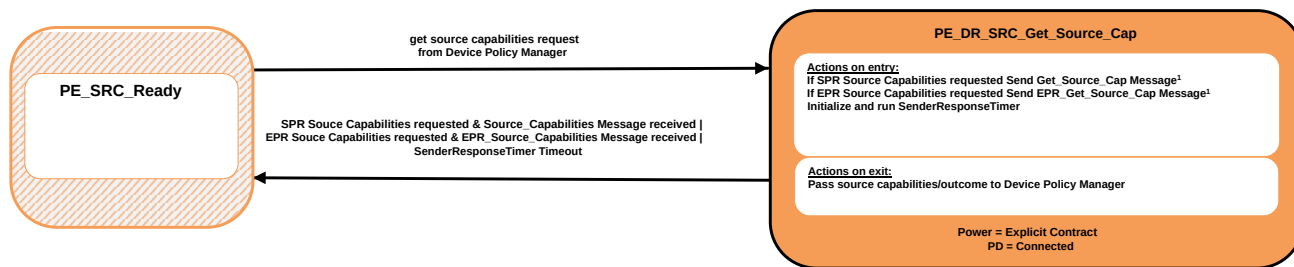 PE_SRC_Ready
get source capabilities request
from Device Policy Manager
SPR Souce Capabilities requested & Source_Capabilities Message received |
EPR Souce Capabilities requested & EPR_Source_Capabilities Message received |
SenderResponseTimer Timeout
PE_DR_SRC_Get_Source_Cap
Actions on entry:
If SPR Source Capabilities requested Send Get_Source_Cap Message¹
If EPR Source Capabilities requested Send EPR_Get_Source_Cap Message¹
Initialize and run SenderResponseTimer
Actions on exit:
Pass source capabilities/outcome to Device Policy Manager
Power = Explicit Contract
PD = Connected